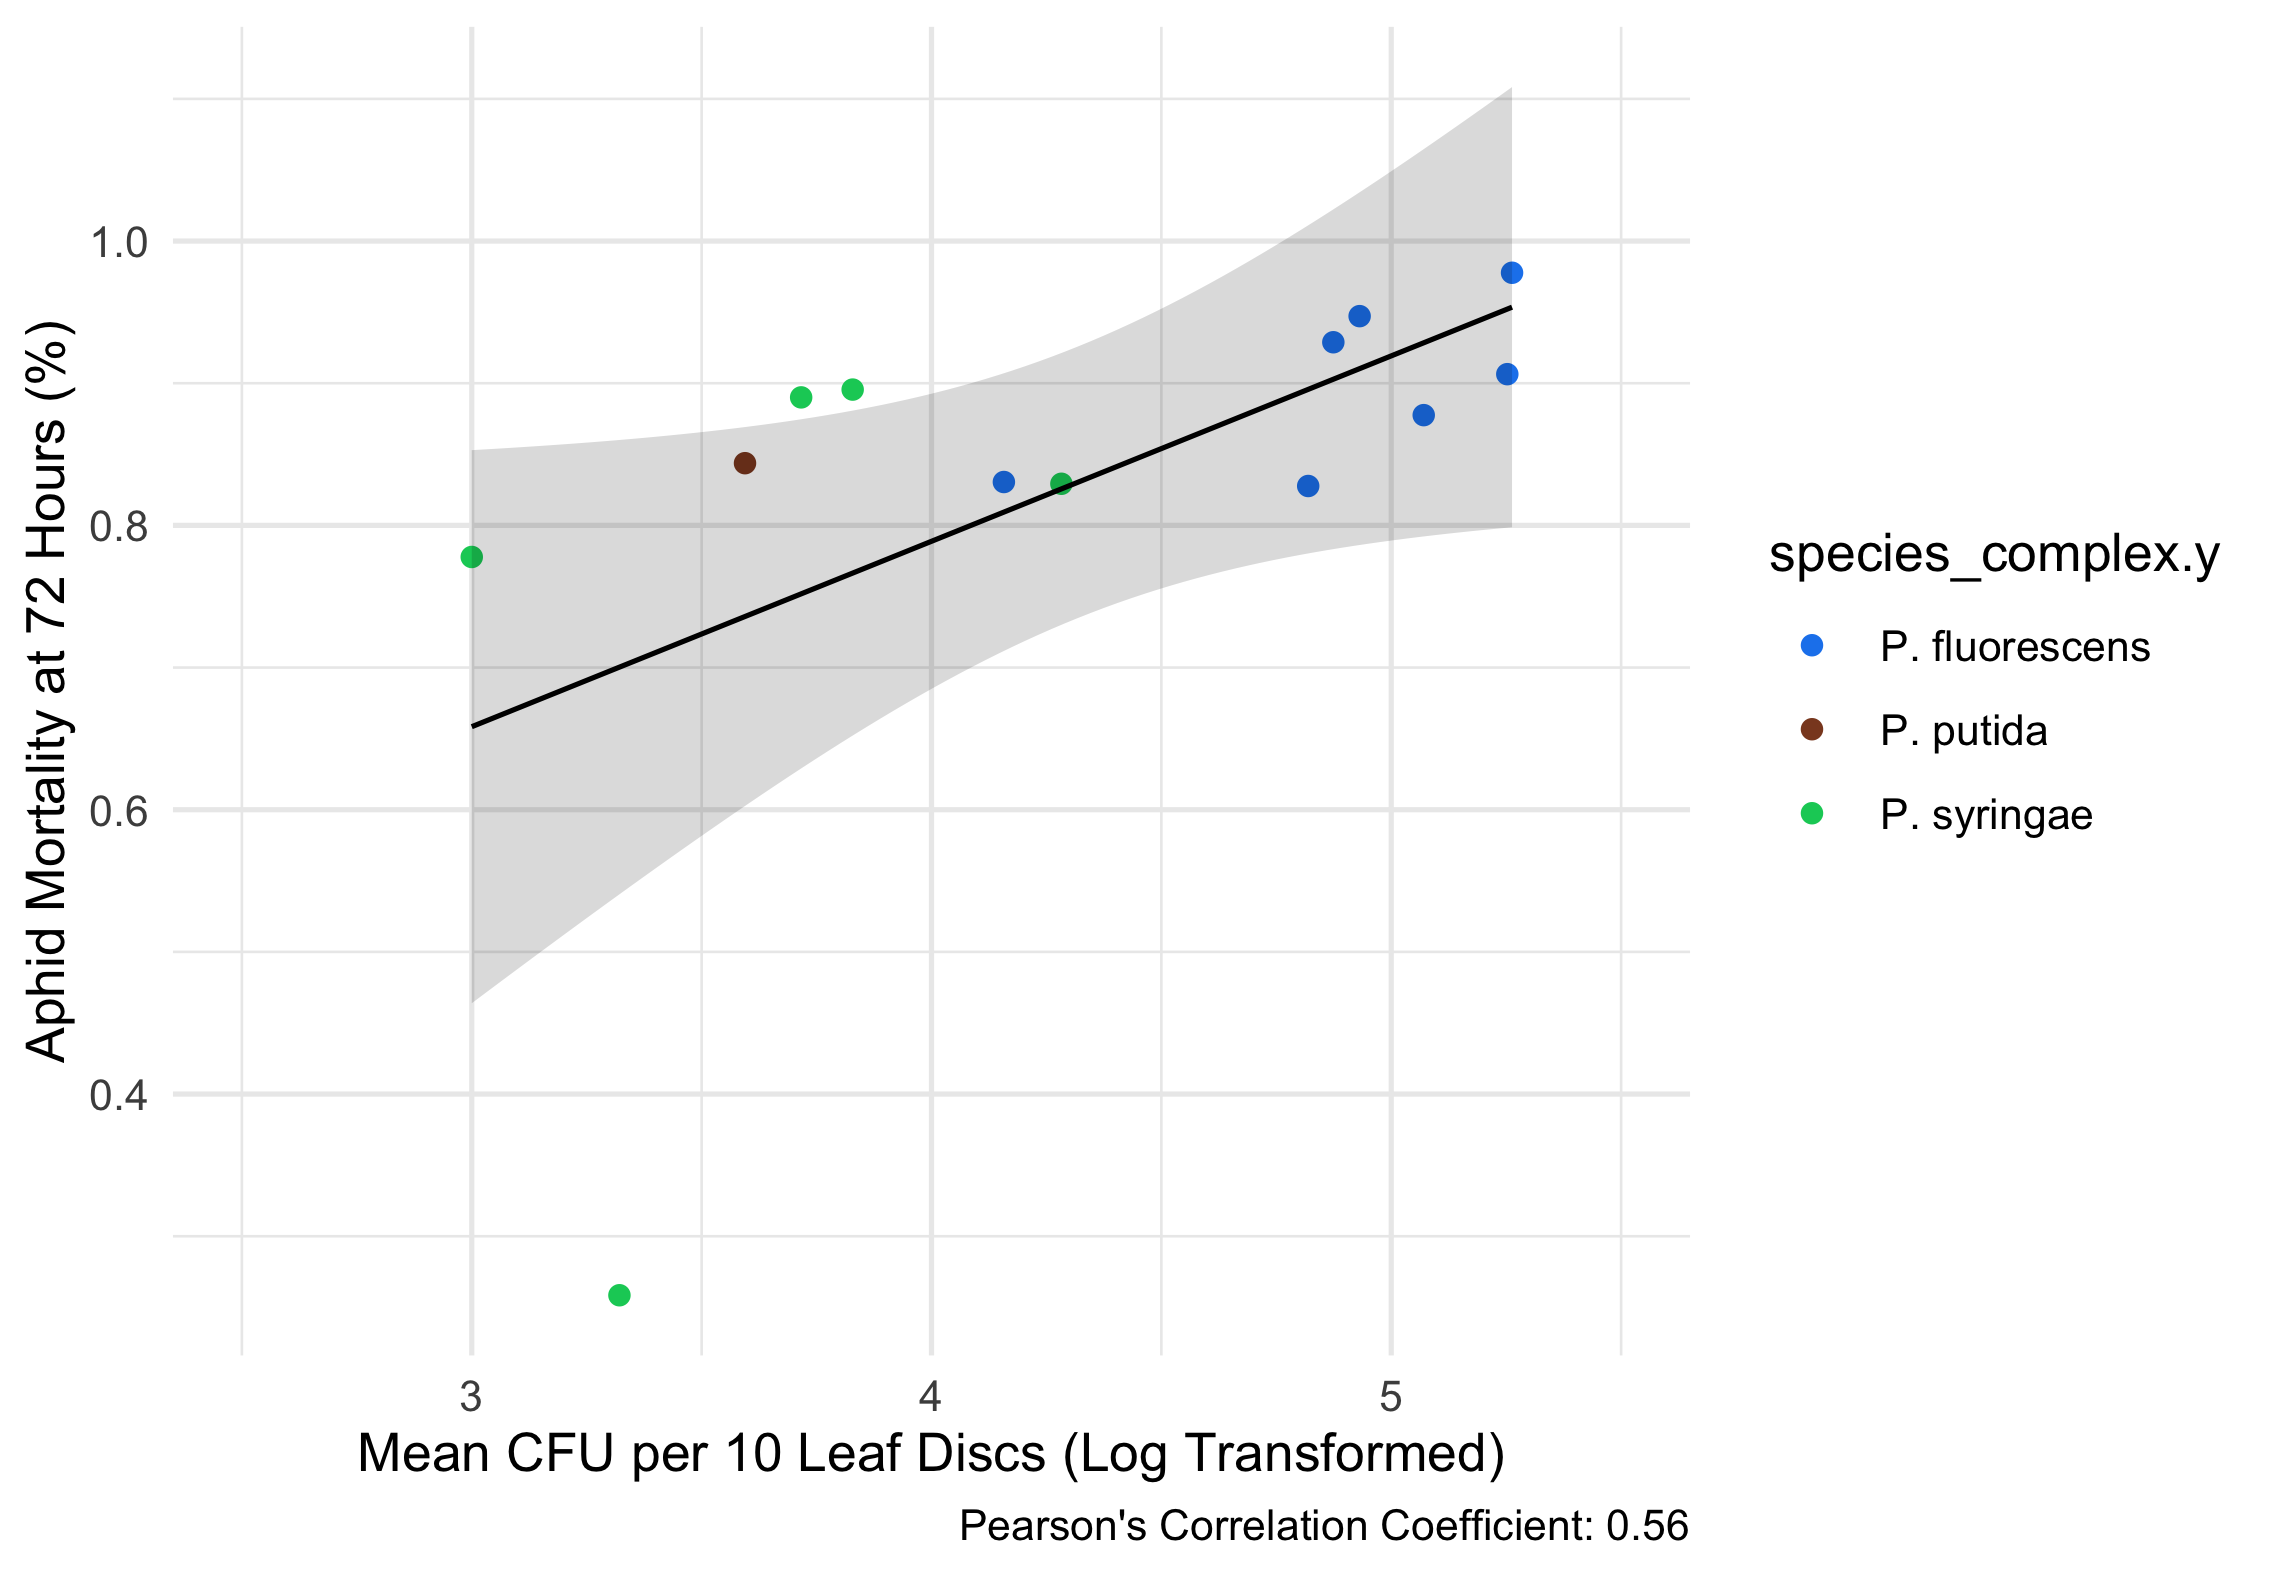 Aphid Mortality at 72 Hours (%)
1.0
0.8
0.6
0.4
3 4 5
Mean CFU per 10 Leaf Discs (Log Transformed)
Pearson's Correlation Coefficient: 0.56
species_complex.y
P. fluorescens
P. putida
P. syringae